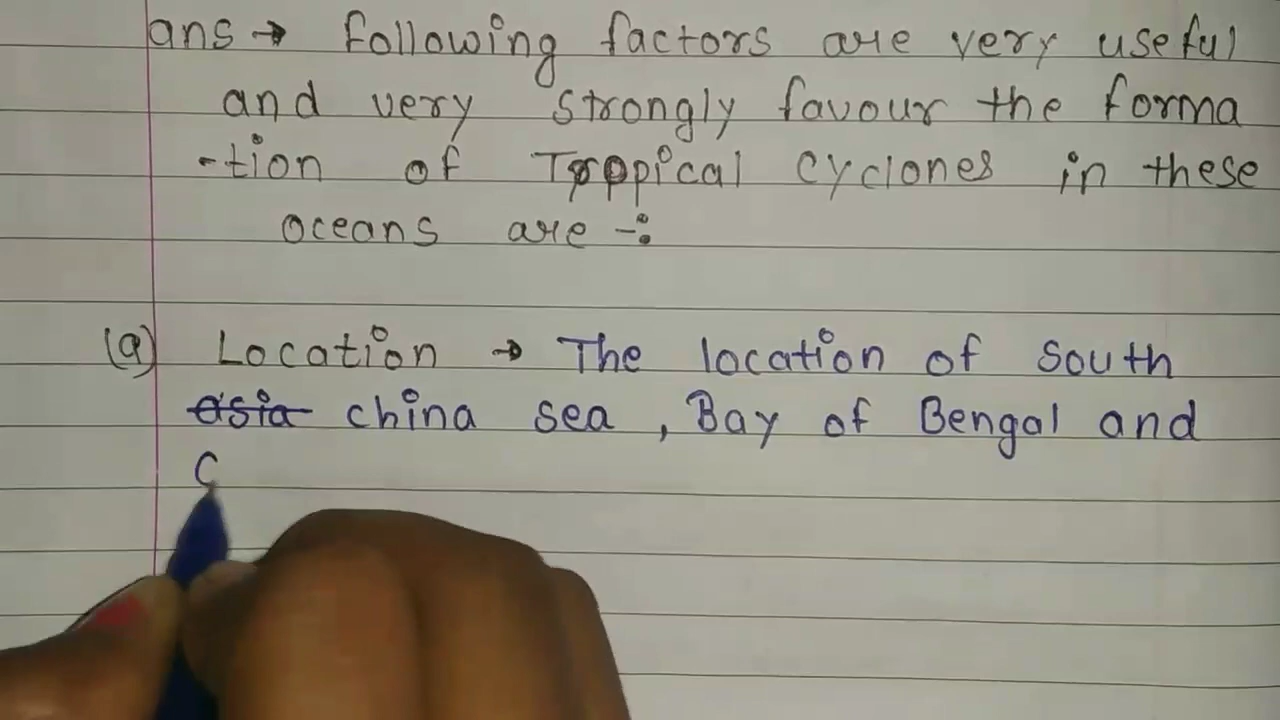 ans → following factors are very useful
and very strongly favour the forma
-tion of Tropical cyclones in these
oceans are -:
(a) Location → The location of south
asia china sea , Bay of Bengal and
C